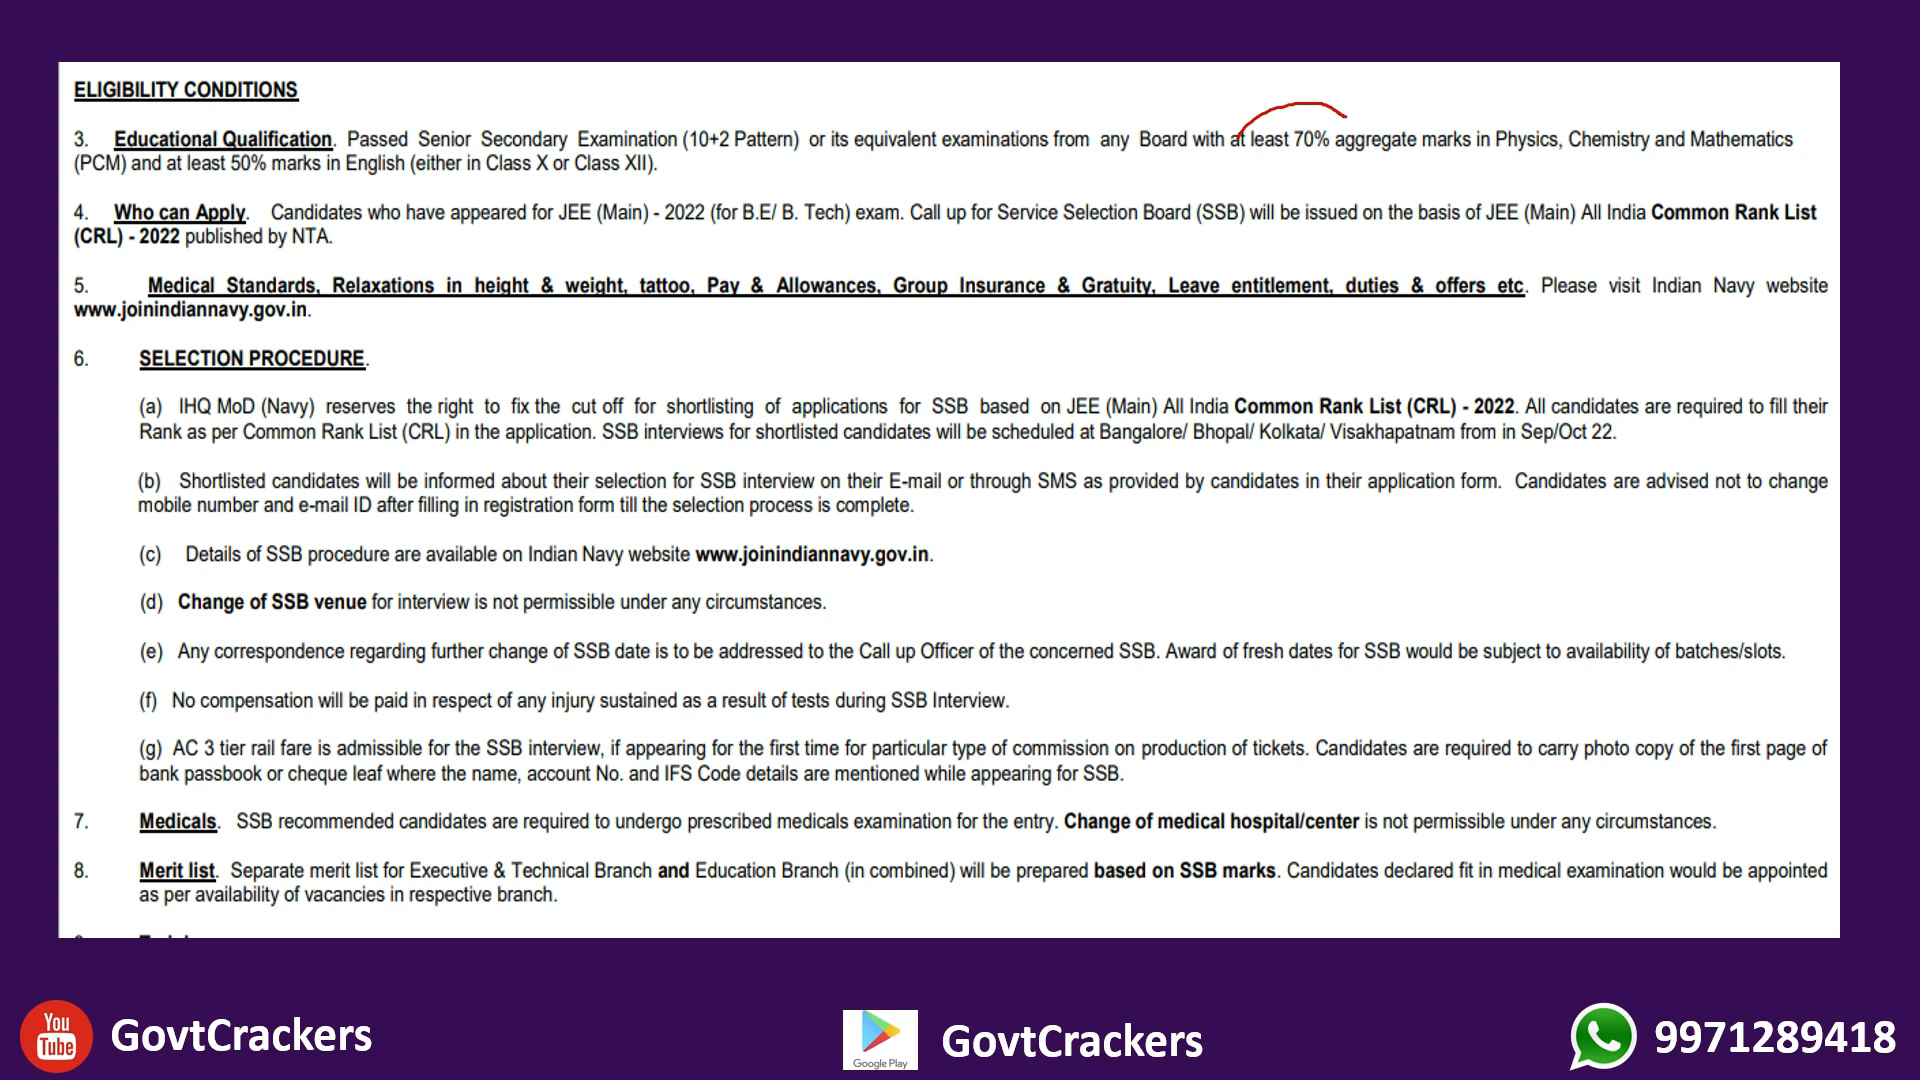 ELIGIBILITY CONDITIONS
3. Educational Qualification. Passed Senior Secondary Examination (10+2 Pattern) or its equivalent examinations from any Board with at least 70% aggregate marks in Physics, Chemistry and Mathematics
(PCM) and at least 50% marks in English (either in Class X or Class XII).
4. Who can Apply. Candidates who have appeared for JEE (Main) - 2022 (for B.E/ B. Tech) exam. Call up for Service Selection Board (SSB) will be issued on the basis of JEE (Main) All India Common Rank List
(CRL) - 2022 published by NTA.
5. Medical Standards, Relaxations in height & weight, tattoo, Pay & Allowances, Group Insurance & Gratuity, Leave entitlement, duties & offers etc. Please visit Indian Navy website
www.joinindiannavy.gov.in.
6. SELECTION PROCEDURE.
(a) IHQ MoD (Navy) reserves the right to fix the cut off for shortlisting of applications for SSB based on JEE (Main) All India Common Rank List (CRL) - 2022. All candidates are required to fill their
Rank as per Common Rank List (CRL) in the application. SSB interviews for shortlisted candidates will be scheduled at Bangalore/ Bhopal/ Kolkata/ Visakhapatnam from in Sep/Oct 22.
(b) Shortlisted candidates will be informed about their selection for SSB interview on their E-mail or through SMS as provided by candidates in their application form. Candidates are advised not to change
mobile number and e-mail ID after filling in registration form till the selection process is complete.
(c) Details of SSB procedure are available on Indian Navy website www.joinindiannavy.gov.in.
(d) Change of SSB venue for interview is not permissible under any circumstances.
(e) Any correspondence regarding further change of SSB date is to be addressed to the Call up Officer of the concerned SSB. Award of fresh dates for SSB would be subject to availability of batches/slots.
(f) No compensation will be paid in respect of any injury sustained as a result of tests during SSB Interview.
(g) AC 3 tier rail fare is admissible for the SSB interview, if appearing for the first time for particular type of commission on production of tickets. Candidates are required to carry photo copy of the first page of
bank passbook or cheque leaf where the name, account No. and IFS Code details are mentioned while appearing for SSB.
7. Medicals. SSB recommended candidates are required to undergo prescribed medicals examination for the entry. Change of medical hospital/center is not permissible under any circumstances.
8. Merit list. Separate merit list for Executive & Technical Branch and Education Branch (in combined) will be prepared based on SSB marks. Candidates declared fit in medical examination would be appointed
as per availability of vacancies in respective branch.
You
Tube
GovtCrackers
Google Play
GovtCrackers
9971289418